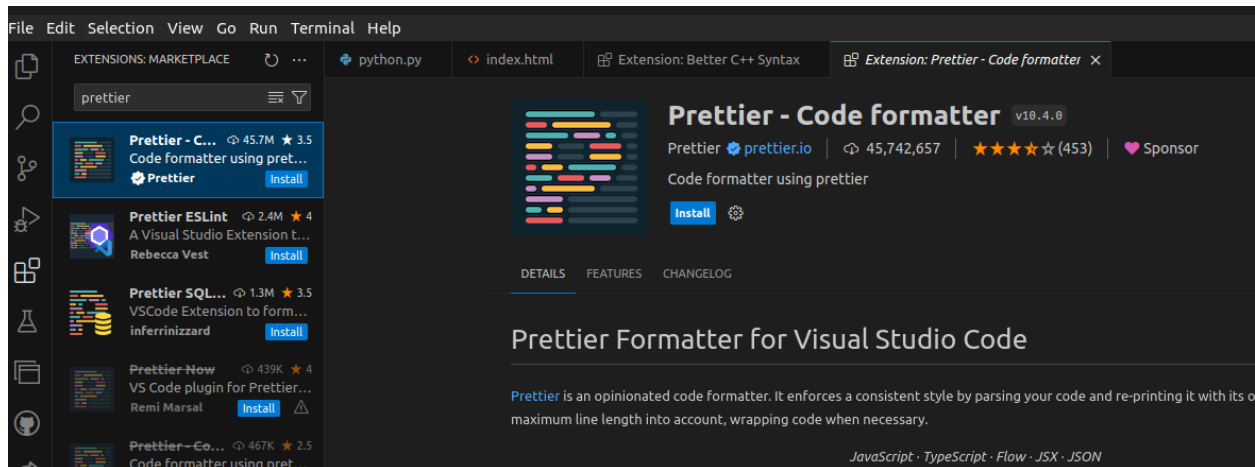 File Edit Selection View Go Run Terminal Help
EXTENSIONS: MARKETPLACE
prettier
Prettier - C... 45.7M ★ 3.5
Code formatter using pret...
Prettier Install
Prettier ESLint 2.4M ★ 4
A Visual Studio Extension t...
Rebecca Vest Install
Prettier SQL... 1.3M ★ 3.5
VSCode Extension to form...
inferrinizzard Install
Prettier Now 439K ★ 4
VS Code plugin for Prettier...
Remi Marsal Install
Prettier - Co... 467K ★ 2.5
Code formatter using pret...
python.py index.html Extension: Better C++ Syntax Extension: Prettier - Code formatter
Prettier - Code formatter v10.4.0
Prettier prettier.io 45,742,657 (453) Sponsor
Code formatter using prettier
Install
DETAILS FEATURES CHANGELOG
Prettier Formatter for Visual Studio Code
Prettier is an opinionated code formatter. It enforces a consistent style by parsing your code and re-printing it with its o
maximum line length into account, wrapping code when necessary.
JavaScript · TypeScript · Flow · JSX · JSON